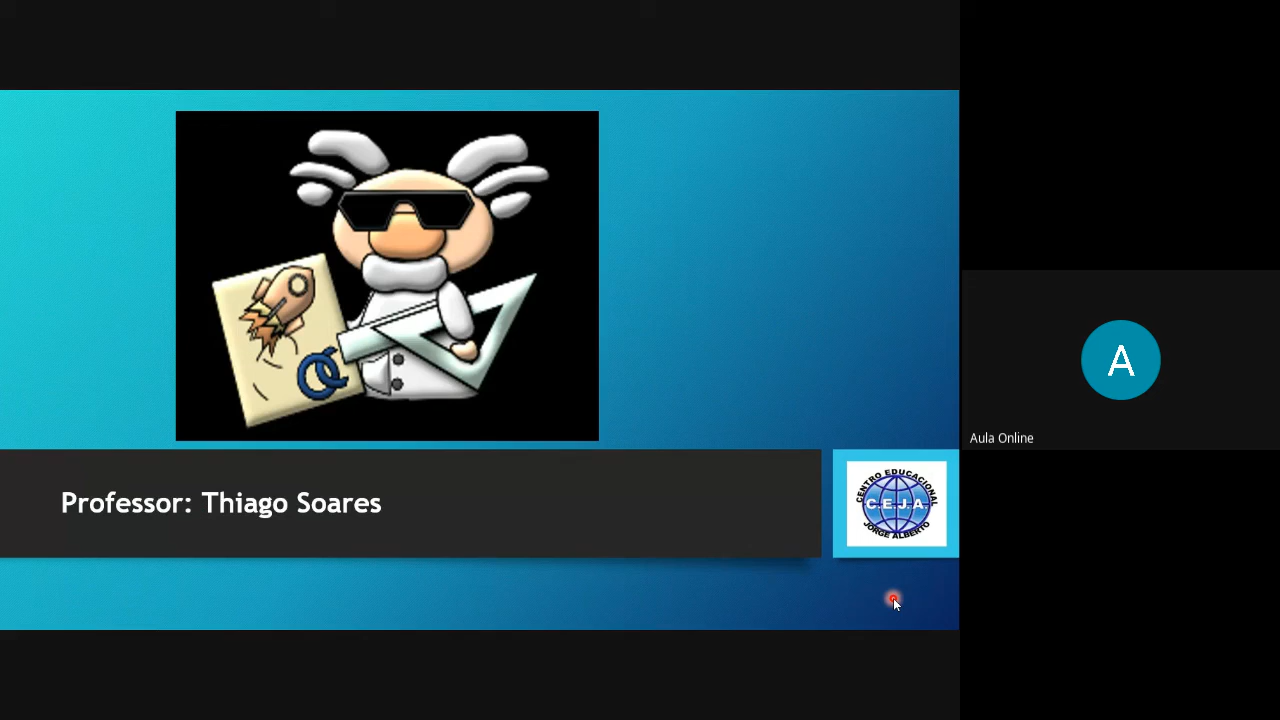 Professor: Thiago Soares
CENTRO EDUCACIONAL
C.E.J.A.
JORGE ALBERTO
A
Aula Online